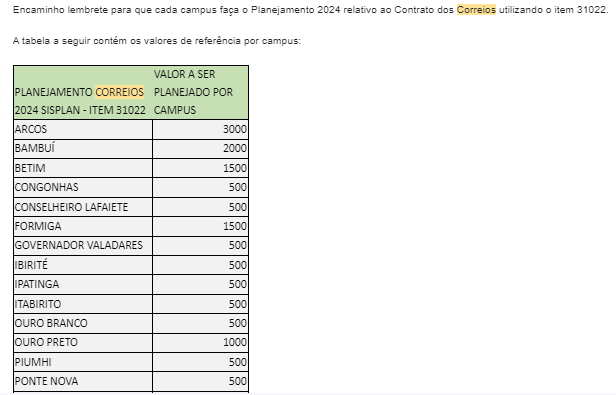 Encaminho lembrete para que cada campus faça o Planejamento 2024 relativo ao Contrato dos Correios utilizando o item 31022.
A tabela a seguir contém os valores de referência por campus:
PLANEJAMENTO CORREIOS 2024 SISPLAN - ITEM 31022
VALOR A SER PLANEJADO POR CAMPUS
ARCOS 3000
BAMBUÍ 2000
BETIM 1500
CONGONHAS 500
CONSELHEIRO LAFAIETE 500
FORMIGA 1500
GOVERNADOR VALADARES 500
IBIRITÉ 500
IPATINGA 500
ITABIRITO 500
OURO BRANCO 500
OURO PRETO 1000
PIUMHI 500
PONTE NOVA 500